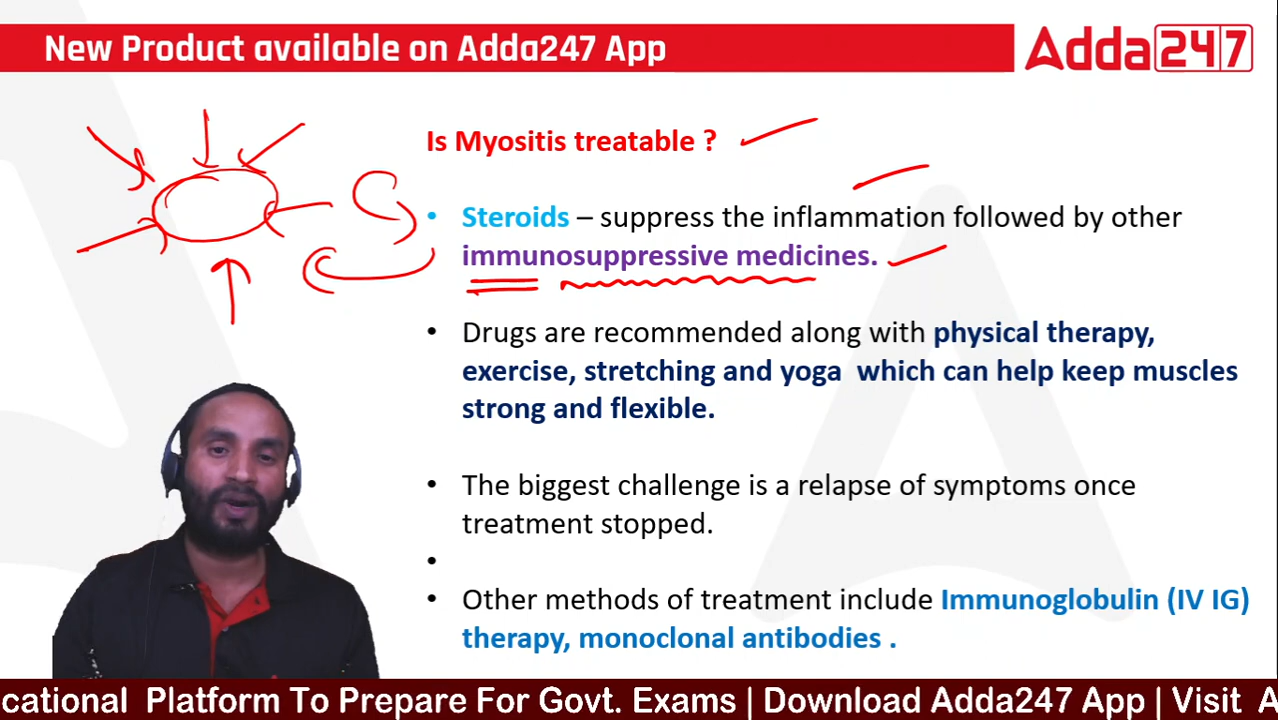 New Product available on Adda247 App
Adda247
Is Myositis treatable ?
• Steroids – suppress the inflammation followed by other
immunosuppressive medicines.
• Drugs are recommended along with physical therapy,
exercise, stretching and yoga which can help keep muscles
strong and flexible.
• The biggest challenge is a relapse of symptoms once
treatment stopped.
•
• Other methods of treatment include Immunoglobulin (IV IG)
therapy, monoclonal antibodies .
cational Platform To Prepare For Govt. Exams | Download Adda247 App | Visit A